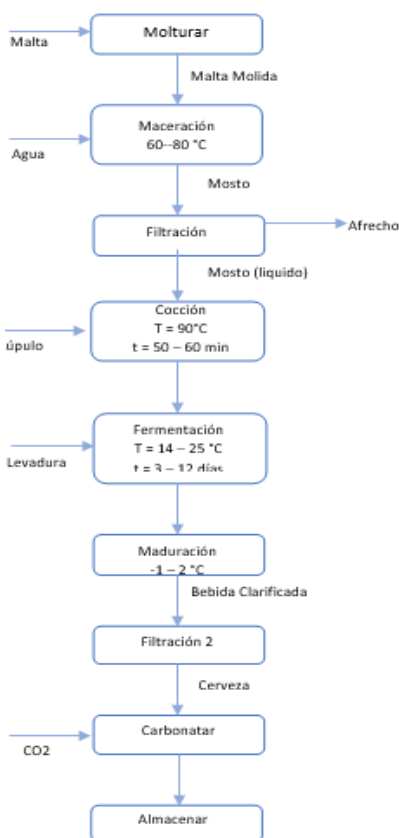 Molturar
Malta
Malta Molida
Maceración
60--80 °C
Agua
Mosto
Filtración
Afrecho
Mosto (liquido)
Cocción
T = 90°C
t = 50 – 60 min
úpulo
Fermentación
T = 14 – 25 °C
t = 3 – 12 días
Levadura
Maduración
-1 – 2 °C
Bebida Clarificada
Filtración 2
Cerveza
Carbonatar
CO2
Almacenar